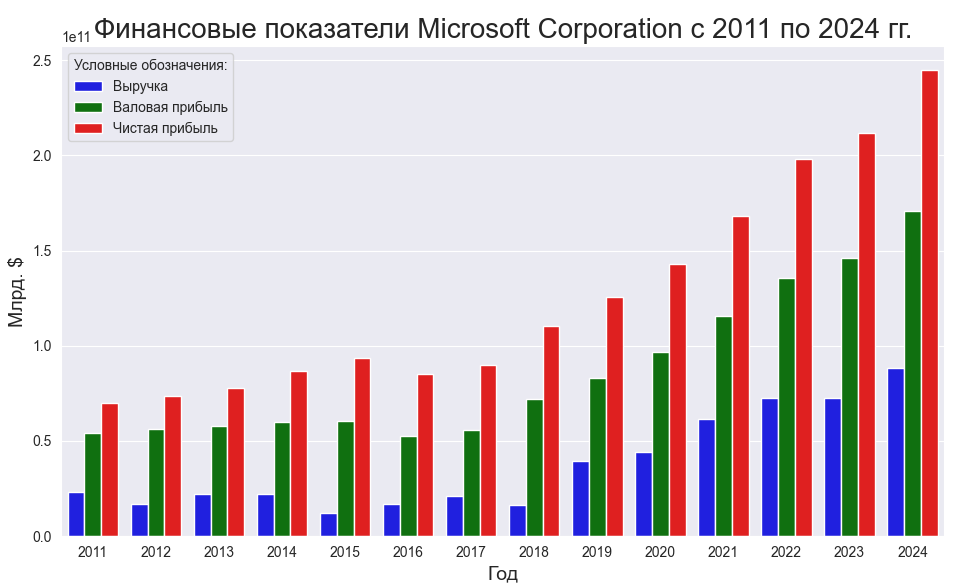 Финансовые показатели Microsoft Corporation с 2011 по 2024 гг.
1e11
Условные обозначения:
Выручка
Валовая прибыль
Чистая прибыль
2.5
2.0
1.5
1.0
0.5
0.0
Млрд. $
2011 2012 2013 2014 2015 2016 2017 2018 2019 2020 2021 2022 2023 2024
Год